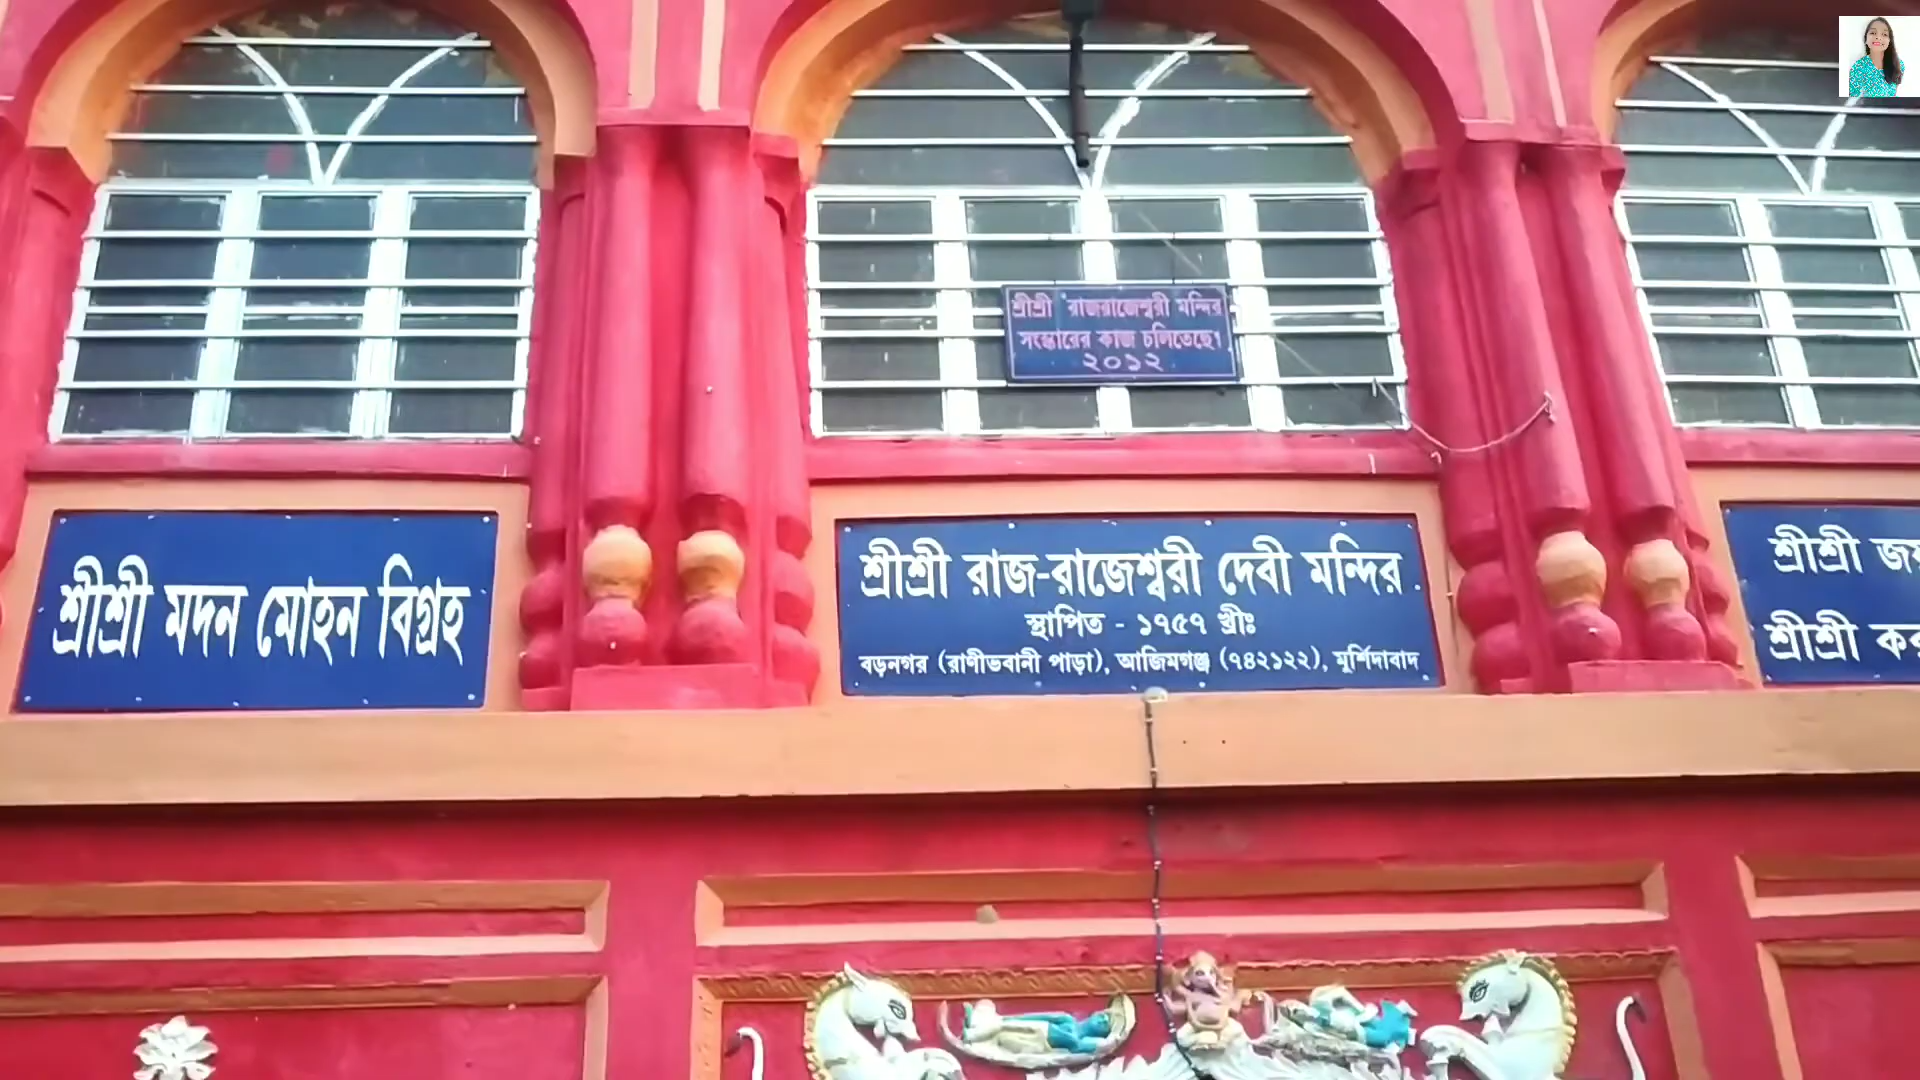 শ্রীশ্রী রাজরাজেশ্বরী মন্দির
সংস্কারের কাজ চলিতেছে।
২০১২
শ্রীশ্রী মদন মোহন বিগ্রহ
শ্রীশ্রী রাজ-রাজেশ্বরী দেবী মন্দির.
স্থাপিত - ১৭৫৭ খ্রীঃ
বড়নগর (রাণীভবানী পাড়া), আজিমগঞ্জ (৭৪২১২২), মুর্শিদাবাদ
শ্রীশ্রী
শ্রীশ্রী